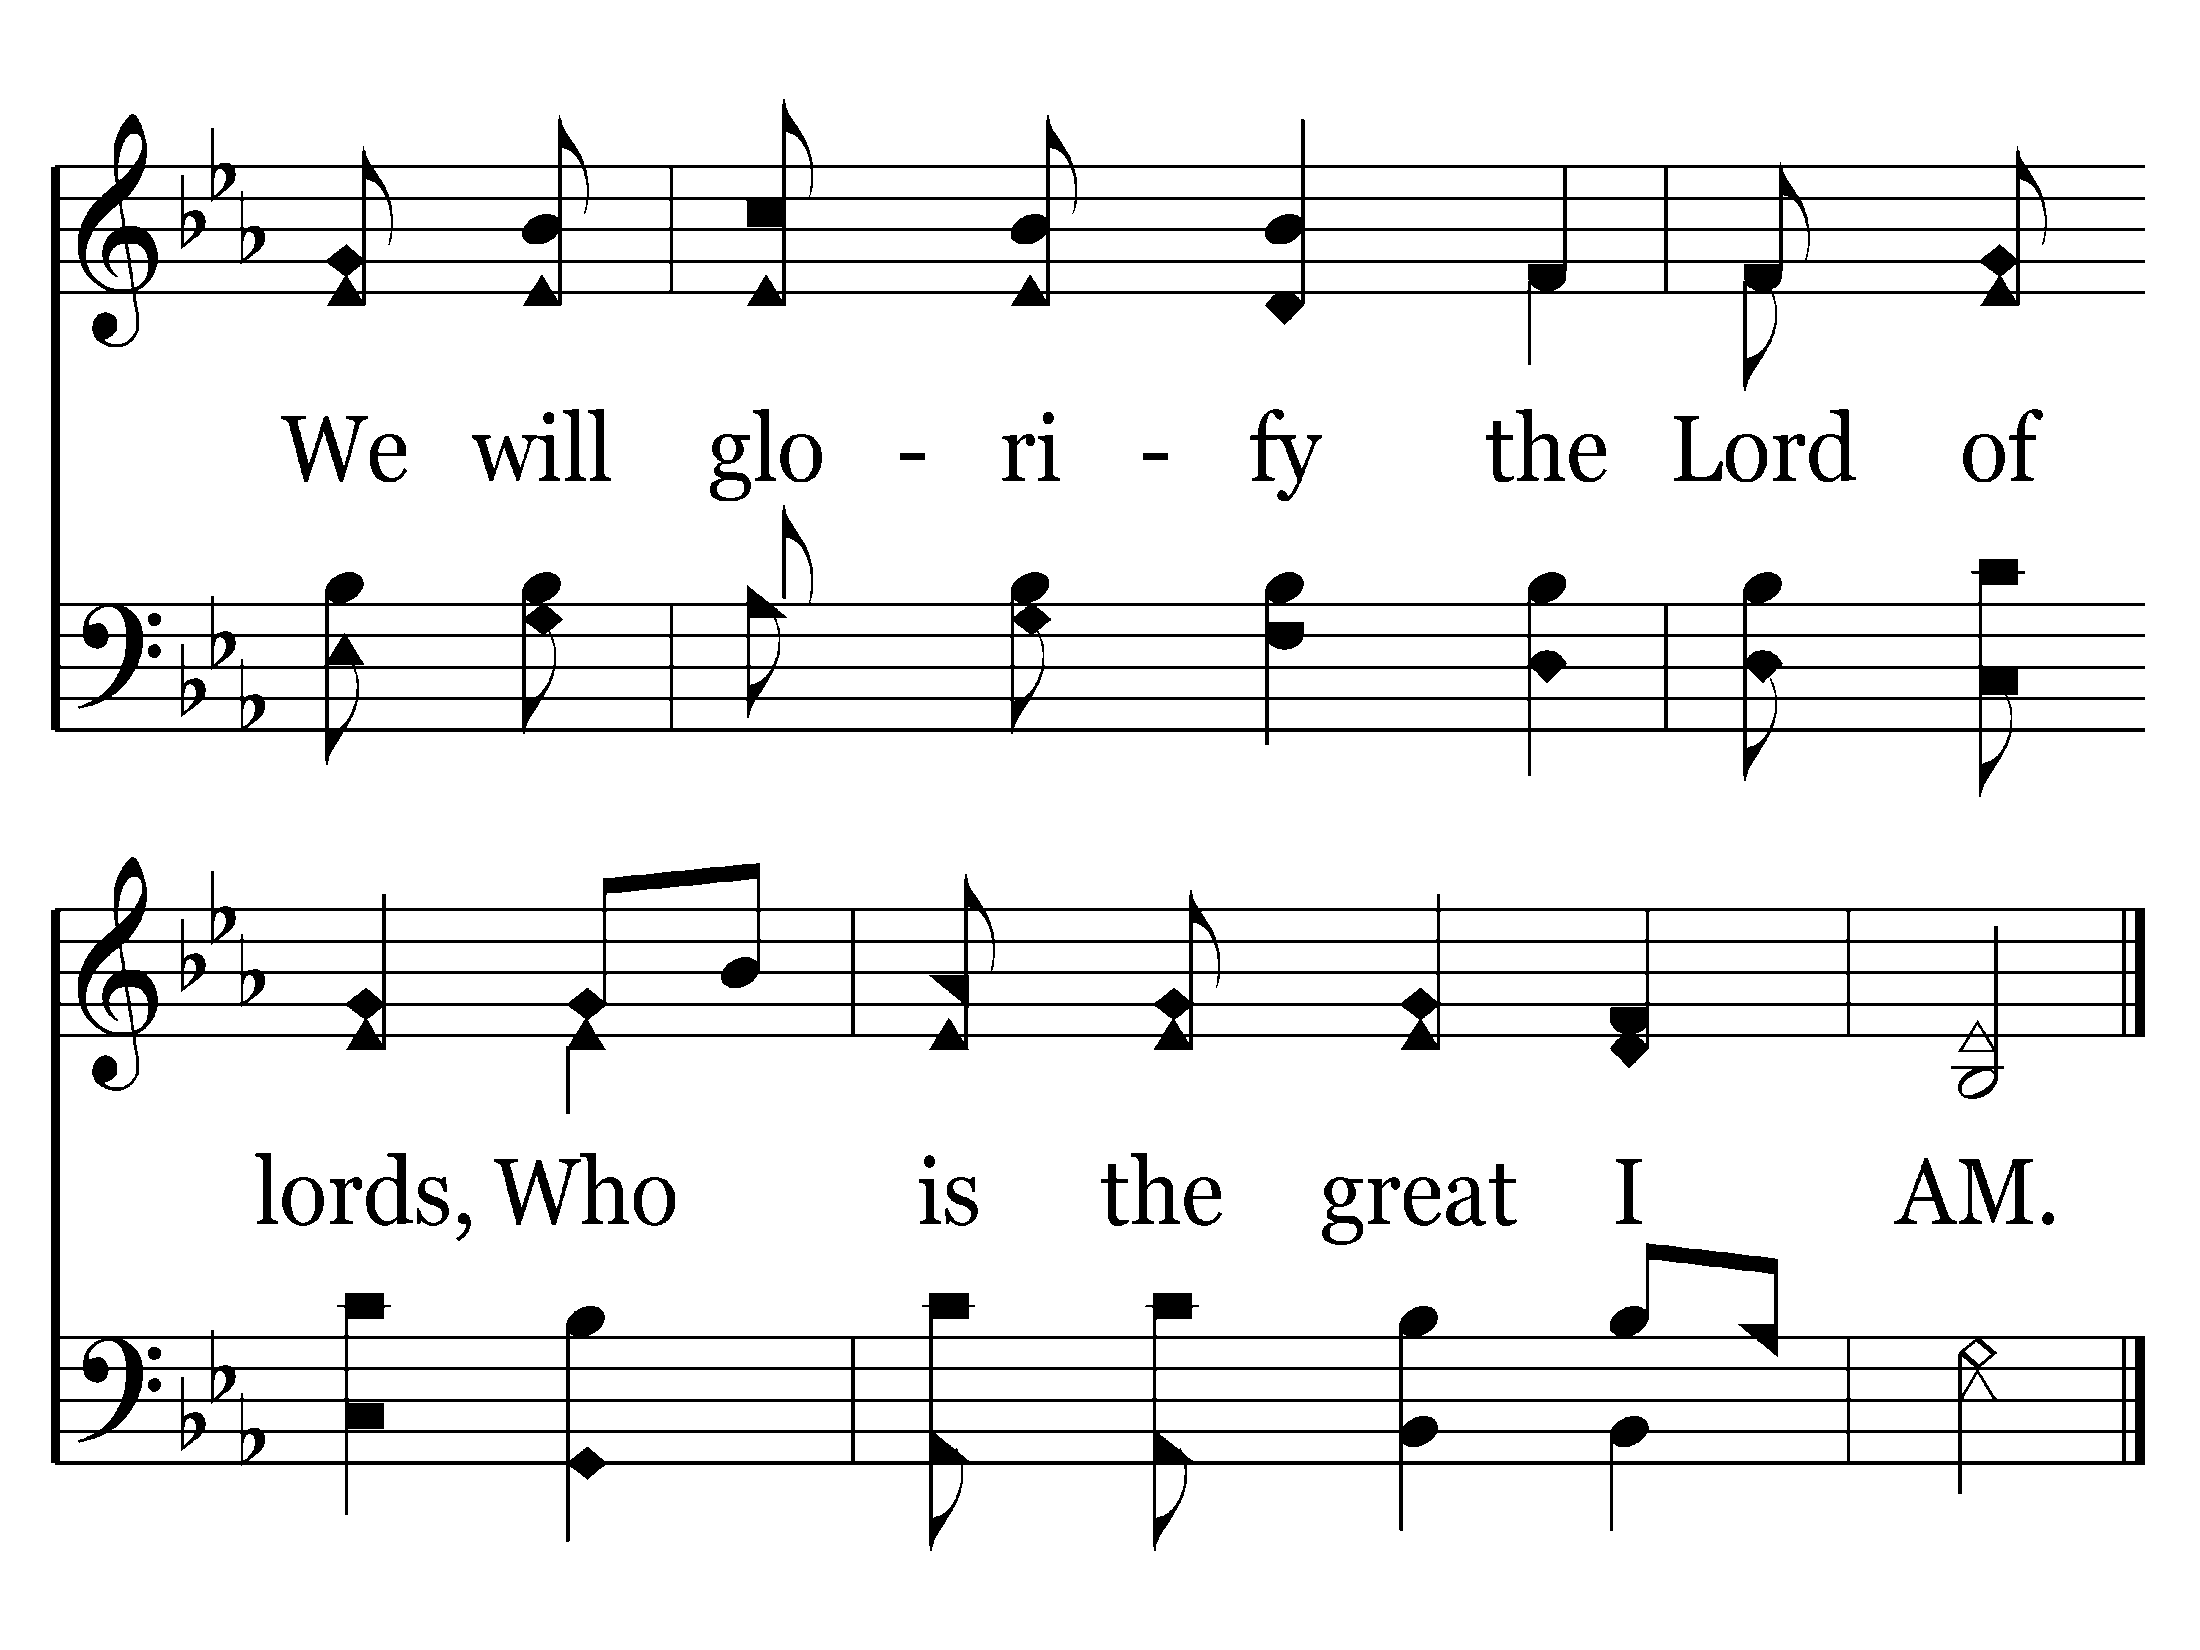 We will glo - ri - fy the Lord of
lords, Who is the great I AM.